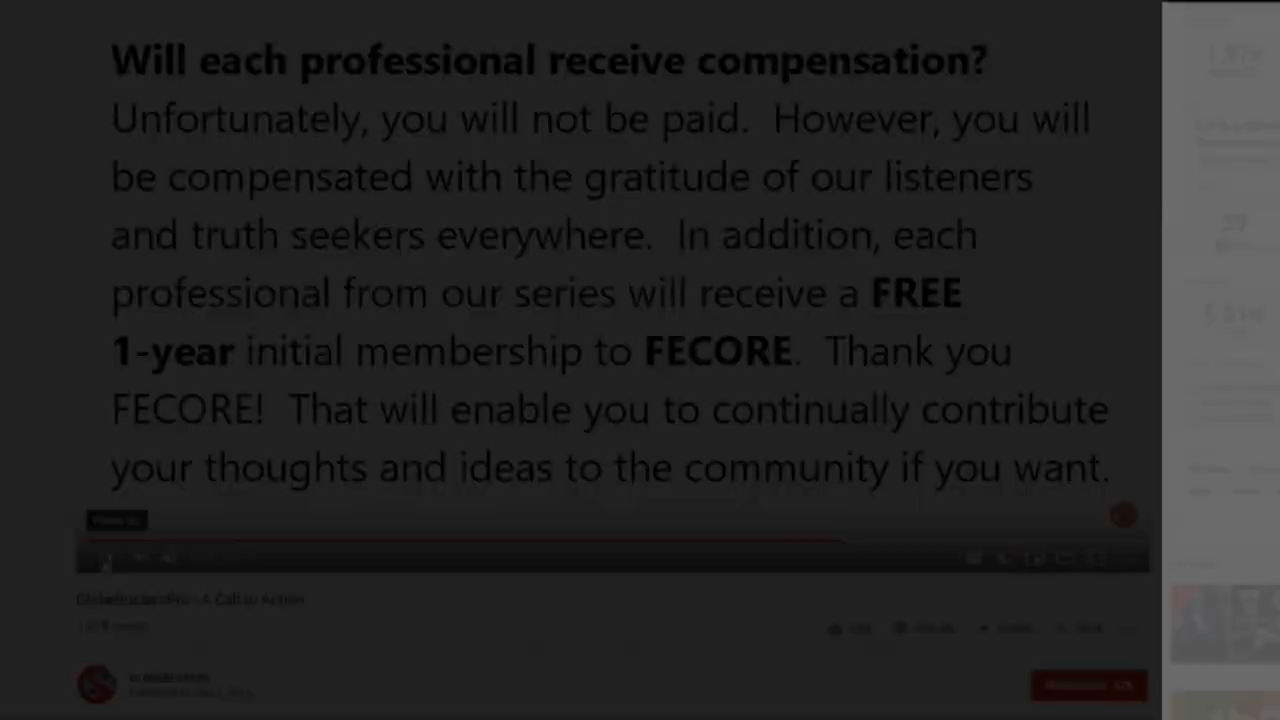 Will each professional receive compensation?
Unfortunately, you will not be paid.  However, you will
be compensated with the gratitude of our listeners
and truth seekers everywhere.  In addition, each
professional from our series will receive a FREE
1-year initial membership to FECORE.  Thank you
FECORE!  That will enable you to continually contribute
your thoughts and ideas to the community if you want.
A Call to Action